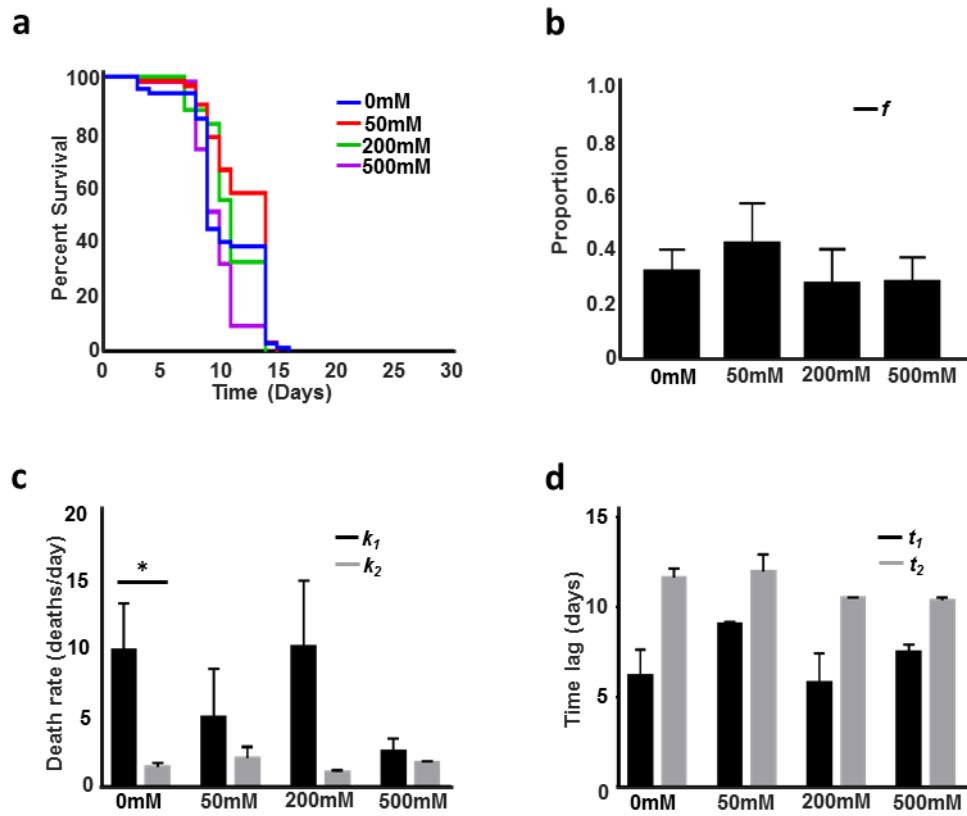 a
Percent Survival
100
80
60
40
20
0
0 5 10 15 20 25 30
Time (Days)
0mM
50mM
200mM
500mM
b
Proportion
1.0
0.8
0.6
0.4
0.2
0
f
0mM 50mM 200mM 500mM
c
Death rate (deaths/day)
20
15
10
5
0
*
k1
k2
0mM 50mM 200mM 500mM
d
Time lag (days)
15
10
5
0
t1
t2
0mM 50mM 200mM 500mM